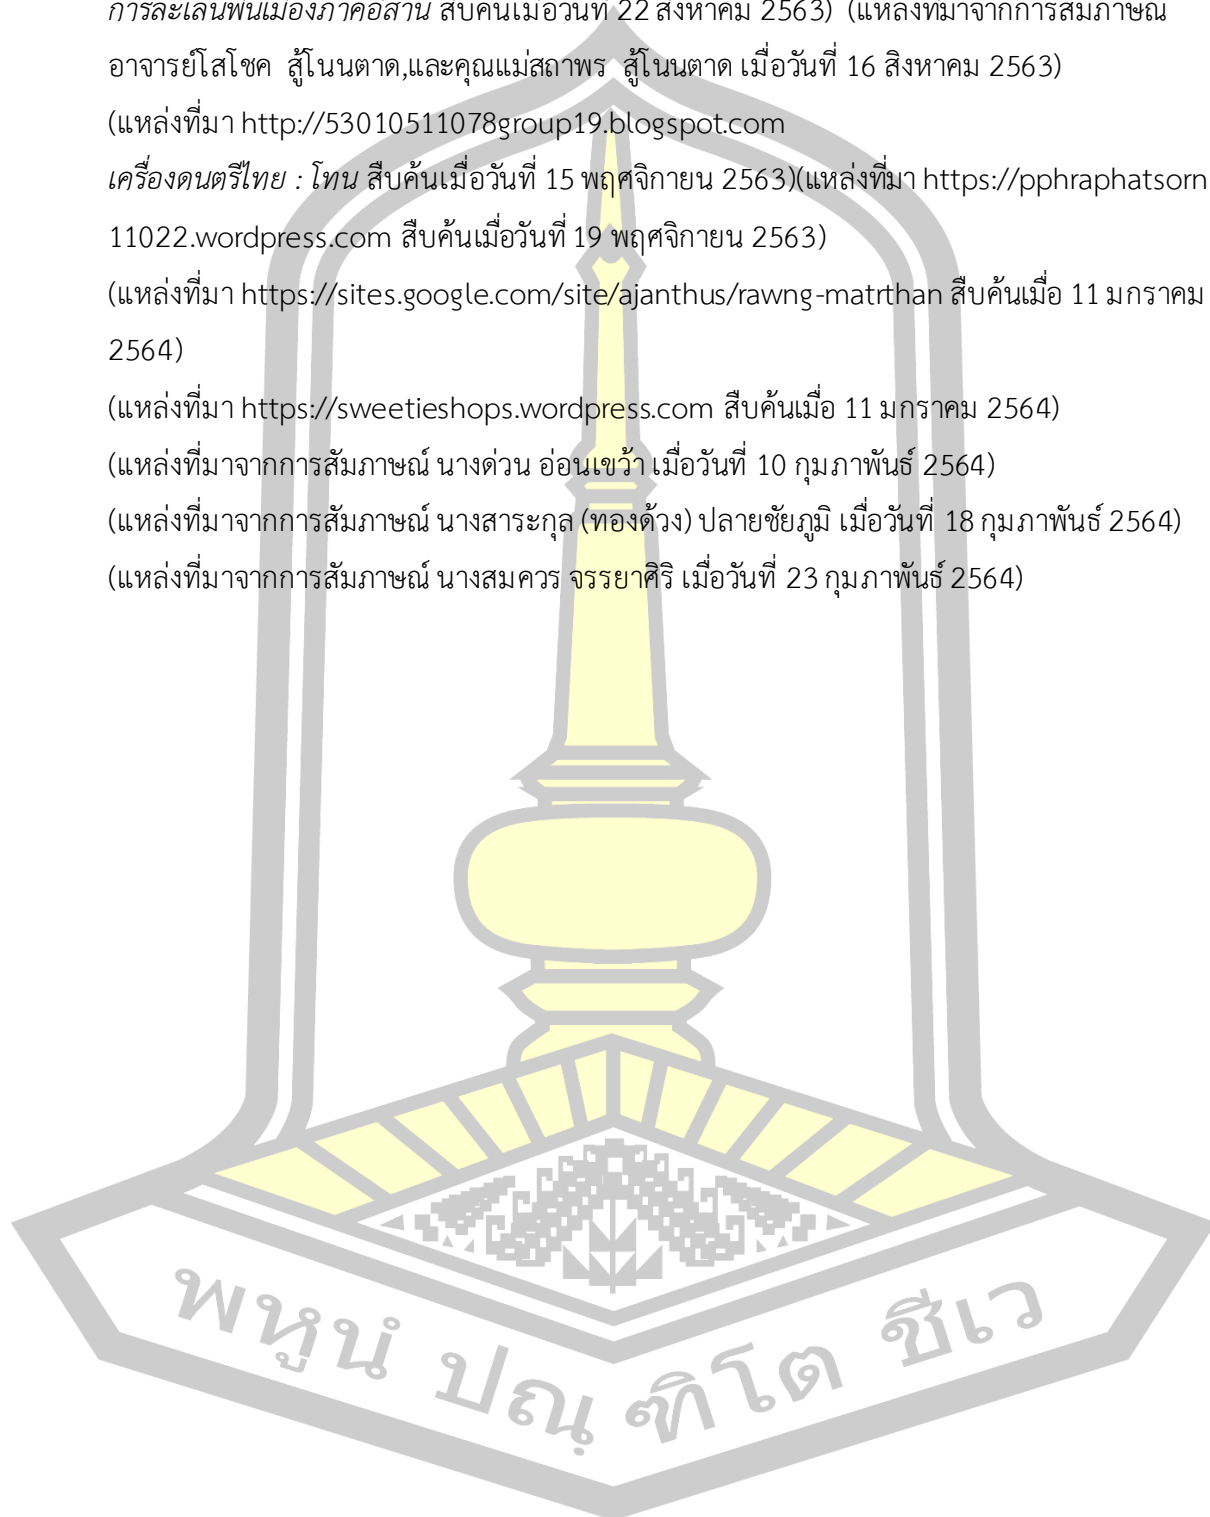 การละเล่นพื้นเมืองภาคอีสาน สืบค้นเมื่อวันที่ 22 สิงหาคม 2563) (แหล่งที่มาจากการสัมภาษณ์
อาจารย์โสโชค สู้โนนตาด,และคุณแม่สถาพร สู้โนนตาด เมื่อวันที่ 16 สิงหาคม 2563)
(แหล่งที่มา http://53010511078group19.blogspot.com
เครื่องดนตรีไทย : โทน สืบค้นเมื่อวันที่ 15 พฤศจิกายน 2563)(แหล่งที่มา https://pphraphatsorn
11022.wordpress.com สืบค้นเมื่อวันที่ 19 พฤศจิกายน 2563)
(แหล่งที่มา https://sites.google.com/site/ajanthus/rawng-matrthan สืบค้นเมื่อ 11 มกราคม
2564)
(แหล่งที่มา https://sweetieshops.wordpress.com สืบค้นเมื่อ 11 มกราคม 2564)
(แหล่งที่มาจากการสัมภาษณ์ นางด่วน อ่อนเขว้า เมื่อวันที่ 10 กุมภาพันธ์ 2564)
(แหล่งที่มาจากการสัมภาษณ์ นางสาระกุล (ทองด้วง) ปลายชัยภูมิ เมื่อวันที่ 18 กุมภาพันธ์ 2564)
(แหล่งที่มาจากการสัมภาษณ์ นางสมควร จรรยาศิริ เมื่อวันที่ 23 กุมภาพันธ์ 2564)
พหูนํ ปณฺฑิโต ชีเว